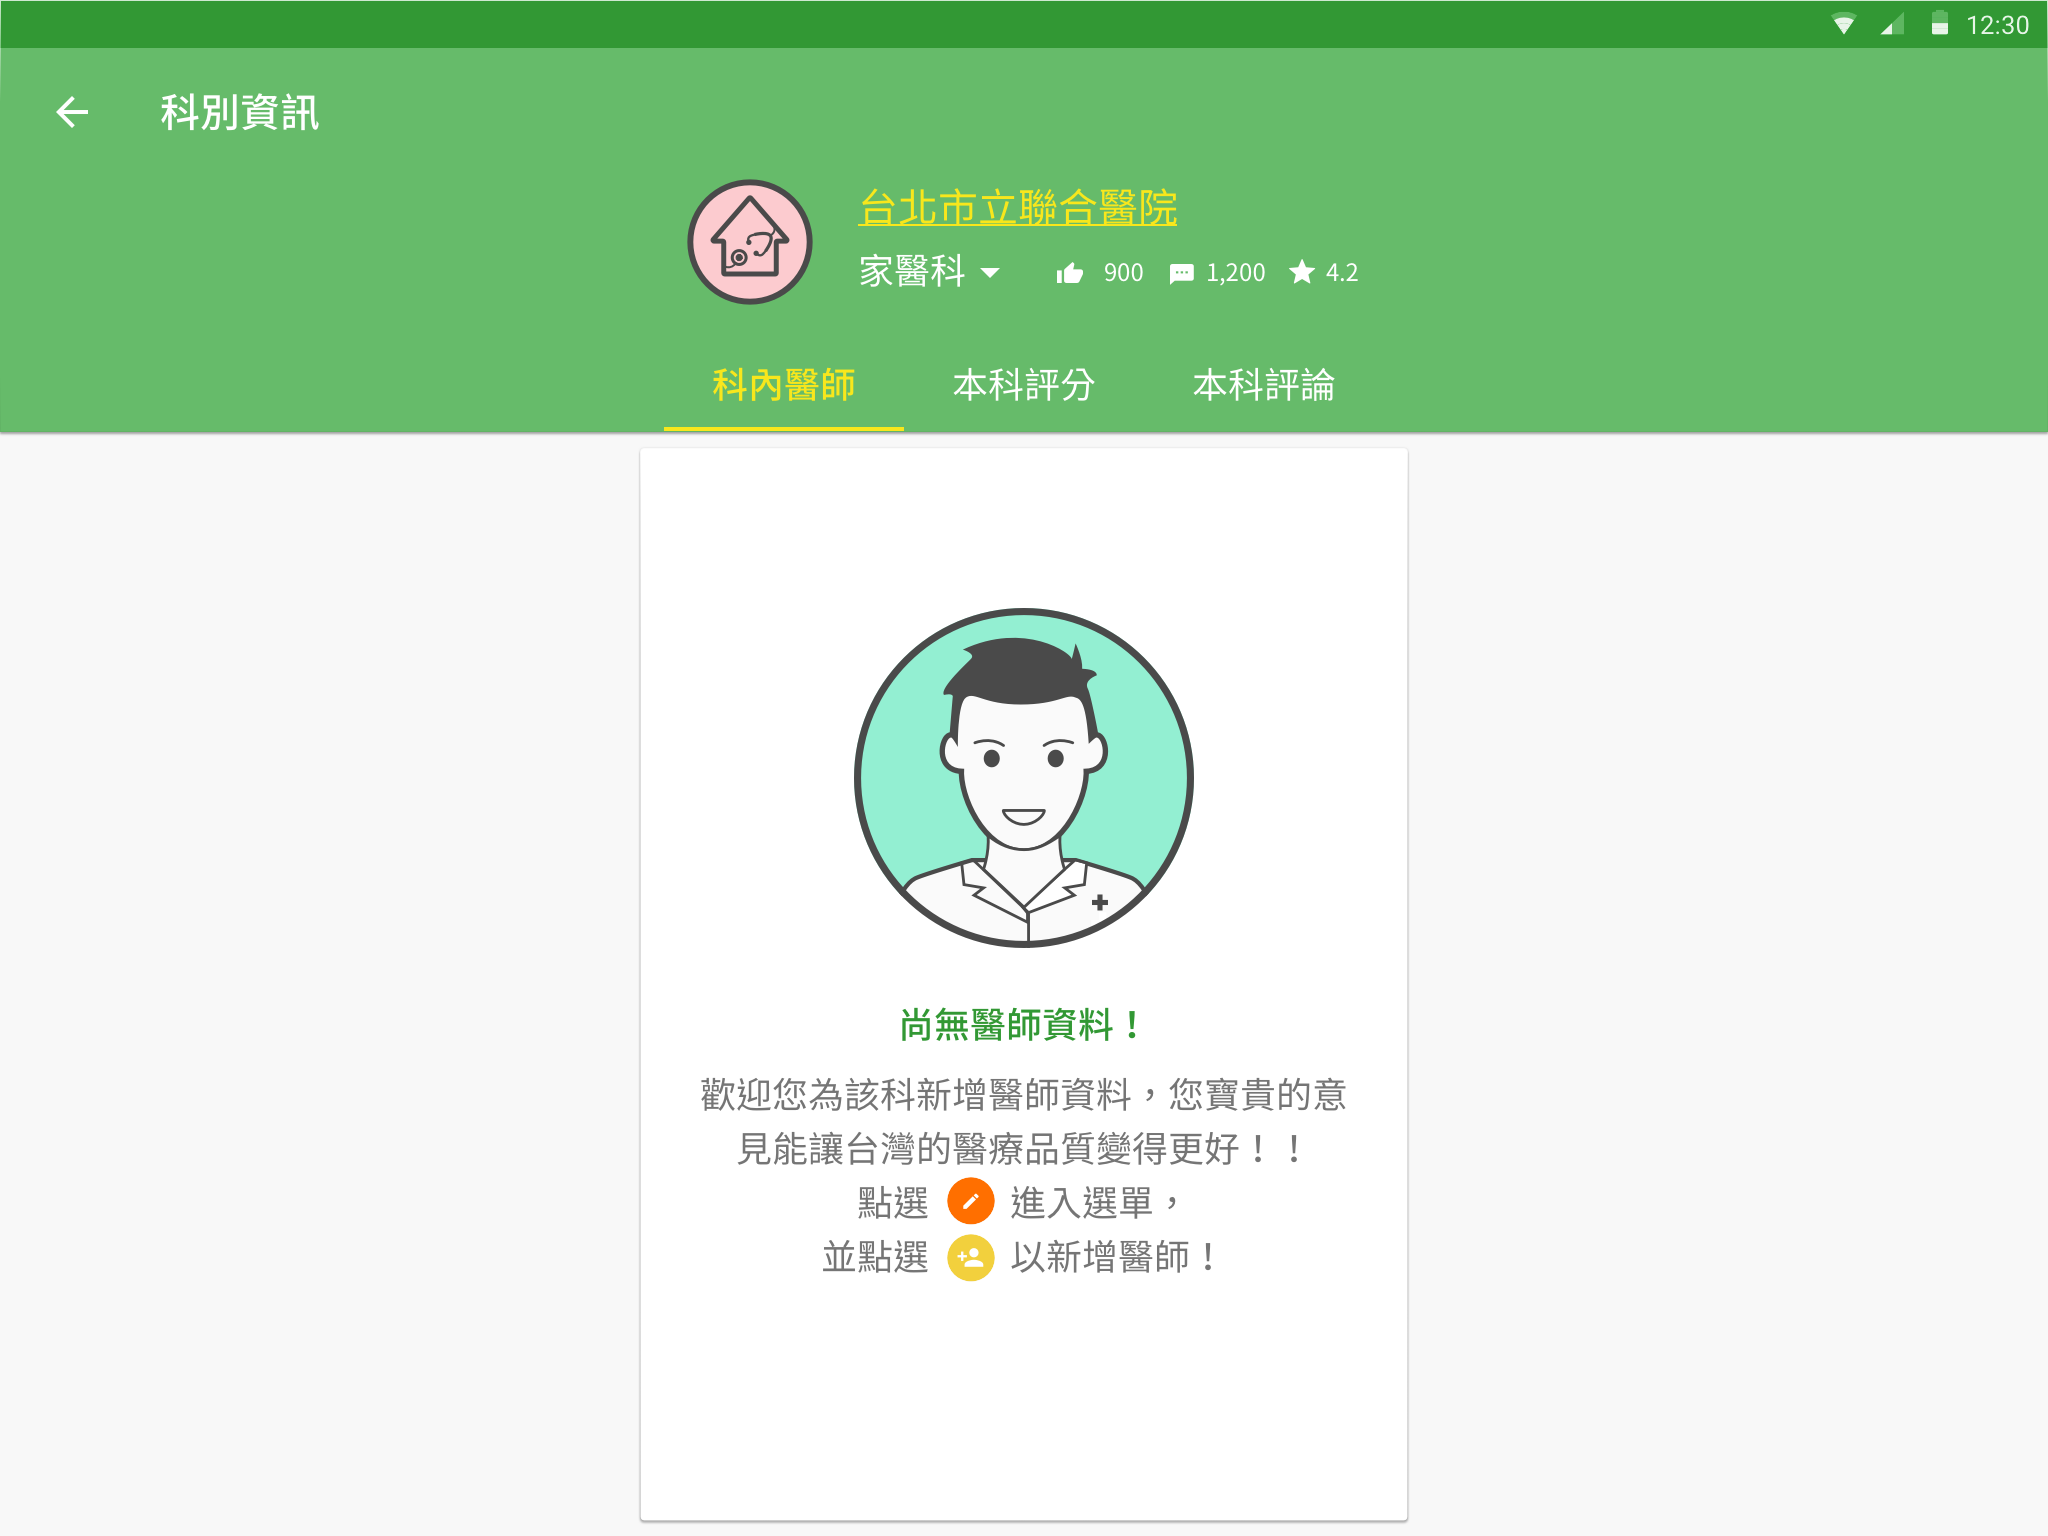 12:30
科別資訊
台北市立聯合醫院
家醫科 900 1,200 4.2
科內醫師 本科評分 本科評論
尚無醫師資料！
歡迎您為該科新增醫師資料，您寶貴的意
見能讓台灣的醫療品質變得更好！！
點選 進入選單，
並點選 以新增醫師！